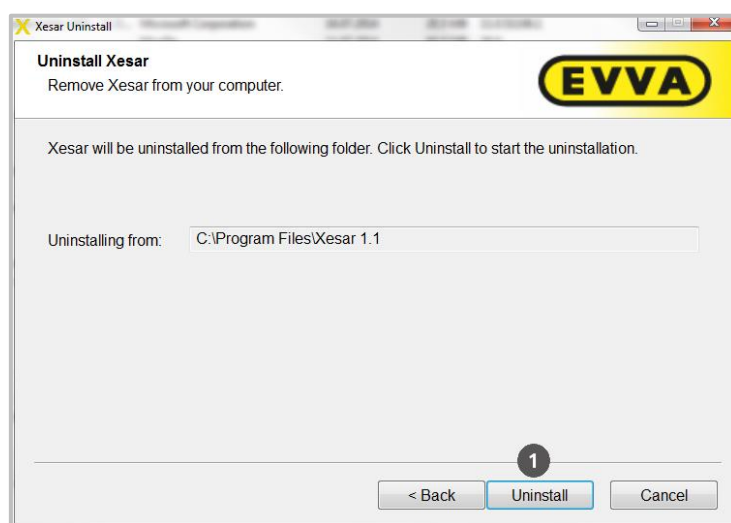 Xesar Uninstall
Uninstall Xesar
Remove Xesar from your computer.
EVVA
Xesar will be uninstalled from the following folder. Click Uninstall to start the uninstallation.
Uninstalling from: C:\Program Files\Xesar 1.1
1
< Back Uninstall Cancel